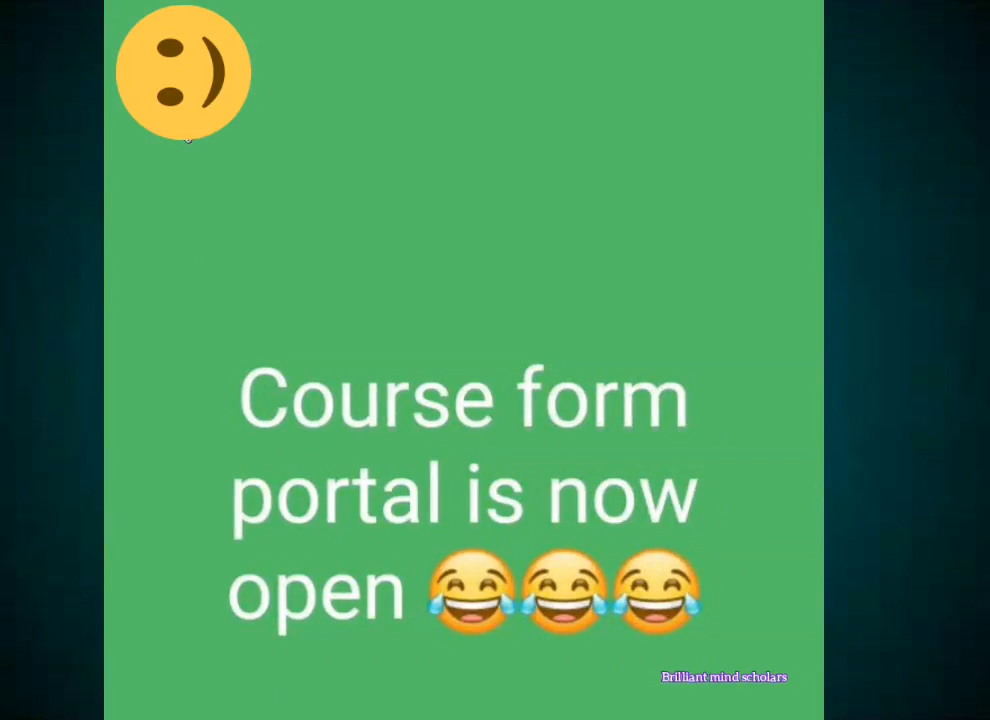 Course form
portal is now
open 😂😂😂
Brilliant mind scholars